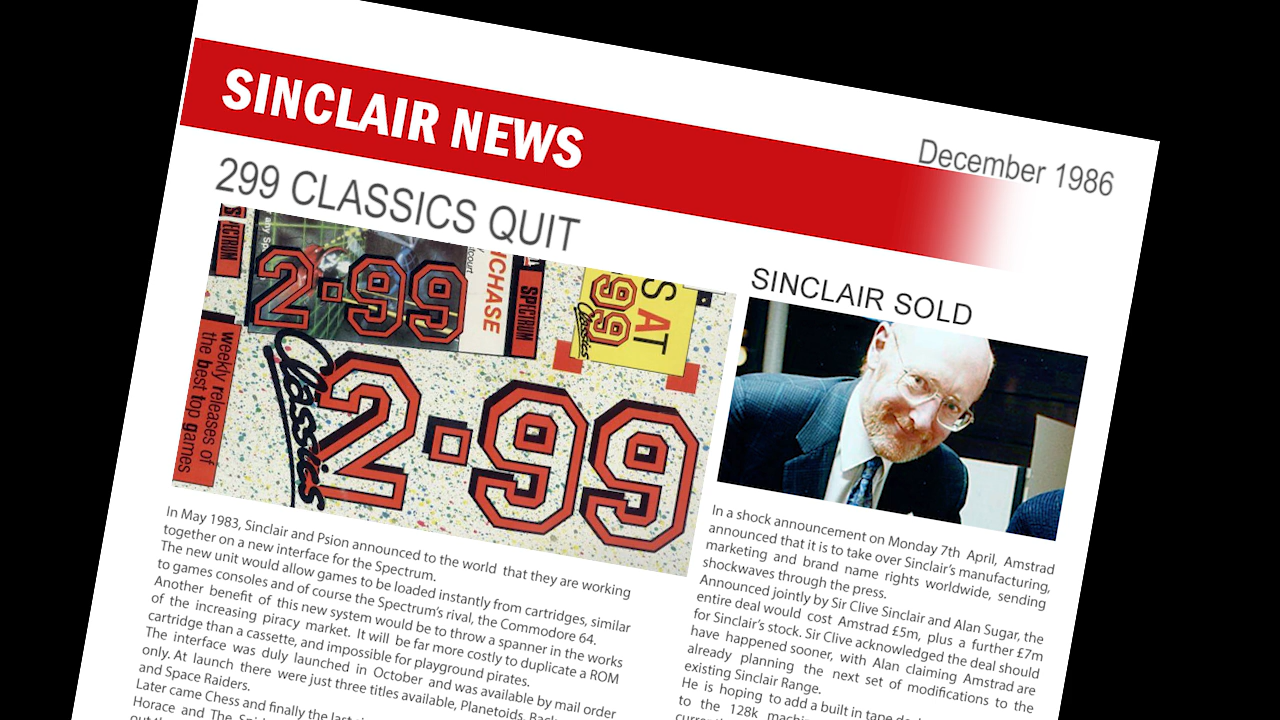 SINCLAIR NEWS
December 1986
299 CLASSICS QUIT
SPECTRUM
2·99
CHASE
SPECTRUM
S AT
99
Classics
weekly releases of
the best top games
Classics
2·99
In May 1983, Sinclair and Psion announced to the world that they are working
together on a new interface for the Spectrum.
The new unit would allow games to be loaded instantly from cartridges, similar
to games consoles and of course the Spectrum's rival, the Commodore 64.
Another benefit of this new system would be to throw a spanner in the works
of the increasing piracy market. It will be far more costly to duplicate a ROM
cartridge than a cassette, and impossible for playground pirates.
The interface was duly launched in October and was available by mail order
only. At launch there were just three titles available, Planetoids,
and Space Raiders.
Later came Chess and finally the
Horace and The
SINCLAIR SOLD
In a shock announcement on Monday 7th April, Amstrad
announced that it is to take over Sinclair's manufacturing,
marketing and brand name rights worldwide, sending
shockwaves through the press.
Announced jointly by Sir Clive Sinclair and Alan Sugar, the
entire deal would cost Amstrad £5m, plus a further £7m
for Sinclair's stock. Sir Clive acknowledged the deal should
have happened sooner, with Alan claiming Amstrad are
already planning the next set of modifications to the
existing Sinclair Range.
He is hoping to add a built in tape
to the 128k